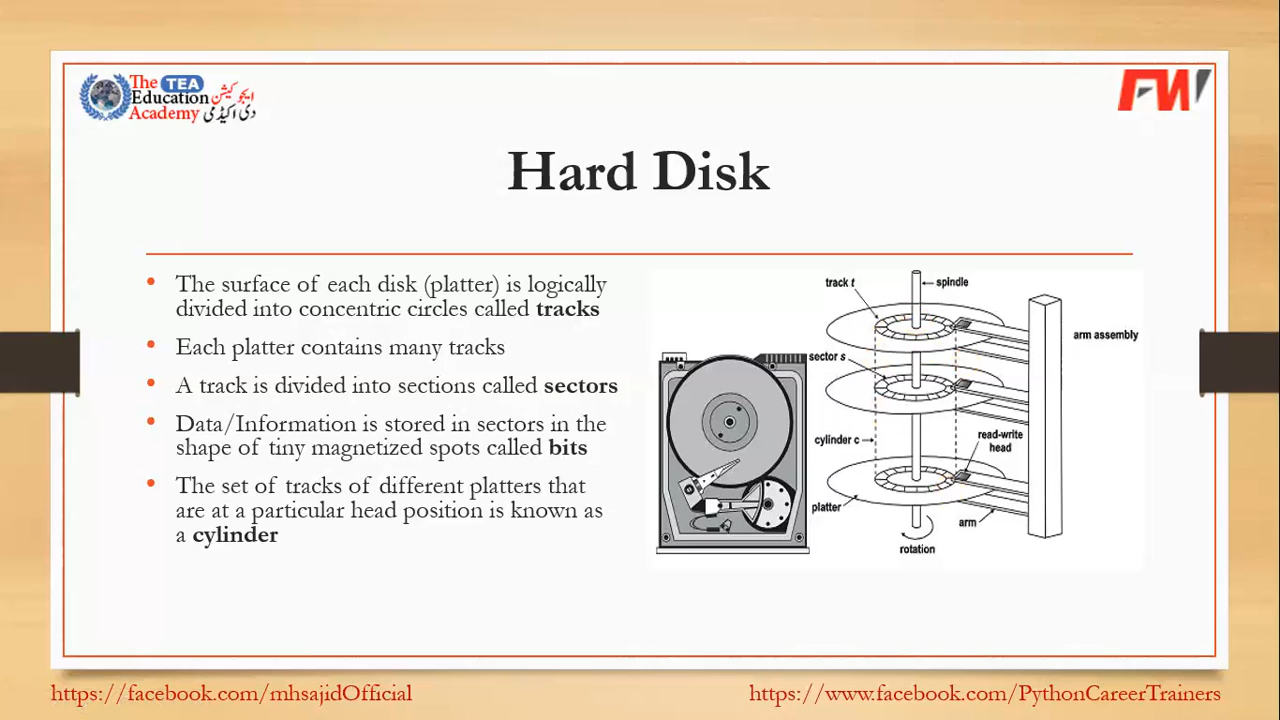 The TEA
Education ایجوکیشن
Academy دی اکیڈمی
FW
Hard Disk
• The surface of each disk (platter) is logically
divided into concentric circles called tracks
• Each platter contains many tracks
• A track is divided into sections called sectors
• Data/Information is stored in sectors in the
shape of tiny magnetized spots called bits
• The set of tracks of different platters that
are at a particular head position is known as
a cylinder
track t
spindle
arm assembly
sector s
cylinder c
read-write
head
platter
arm
rotation
https://facebook.com/mhsajidOfficial
https://www.facebook.com/PythonCareerTrainers